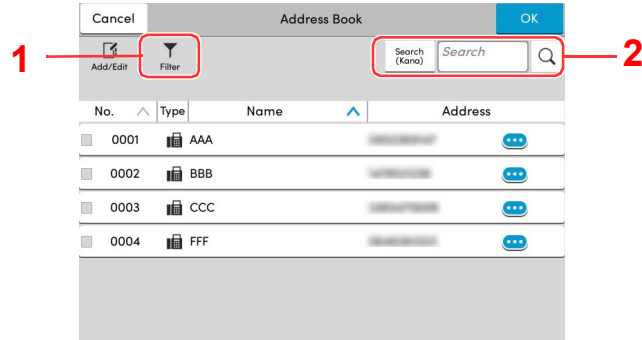 Cancel Address Book OK
1 Add/Edit Filter Search (Kana) Search 2
No. Type Name Address
0001 AAA
0002 BBB
0003 CCC
0004 FFF